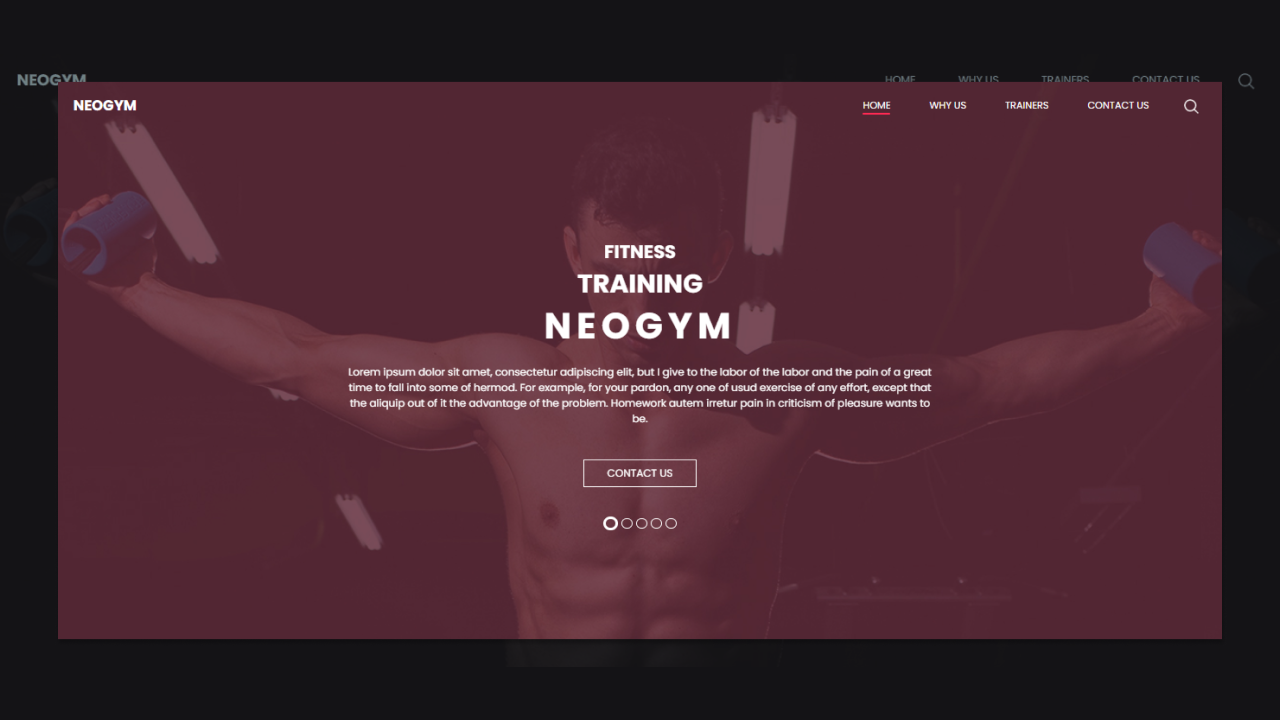 NEOGYM
HOME WHY US TRAINERS CONTACT US
NEOGYM
HOME WHY US TRAINERS CONTACT US
FITNESS
TRAINING
NEOGYM
Lorem ipsum dolor sit amet, consectetur adipiscing elit, but I give to the labor of the labor and the pain of a great
time to fall into some of hermod. For example, for your pardon, any one of usud exercise of any effort, except that
the aliquip out of it the advantage of the problem. Homework autem irretur pain in criticism of pleasure wants to
be.
CONTACT US